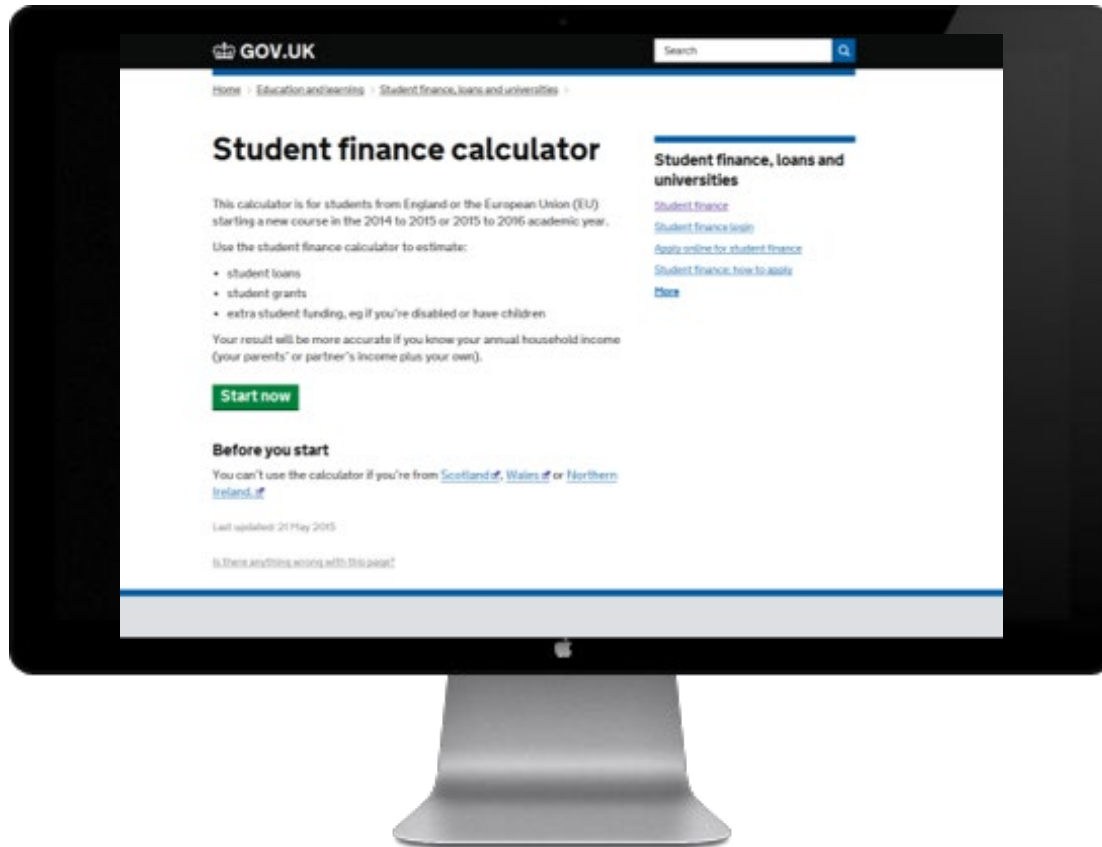 GOV.UK
Search
Home Education and learning Student finance, loans and universities
Student finance calculator
This calculator is for students from England or the European Union (EU)
starting a new course in the 2014 to 2015 or 2015 to 2016 academic year.
Use the student finance calculator to estimate:
• student loans
• student grants
• extra student funding, eg if you're disabled or have children
Your result will be more accurate if you know your annual household income
(your parents' or partner's income plus your own).
Start now
Before you start
You can't use the calculator if you're from Scotland, Wales or Northern
Ireland.
Last updated: 21 May 2015
Is there anything wrong with this page?
Student finance, loans and
universities
Student finance
Student finance login
Apply online for student finance
Student finance: how to apply
More